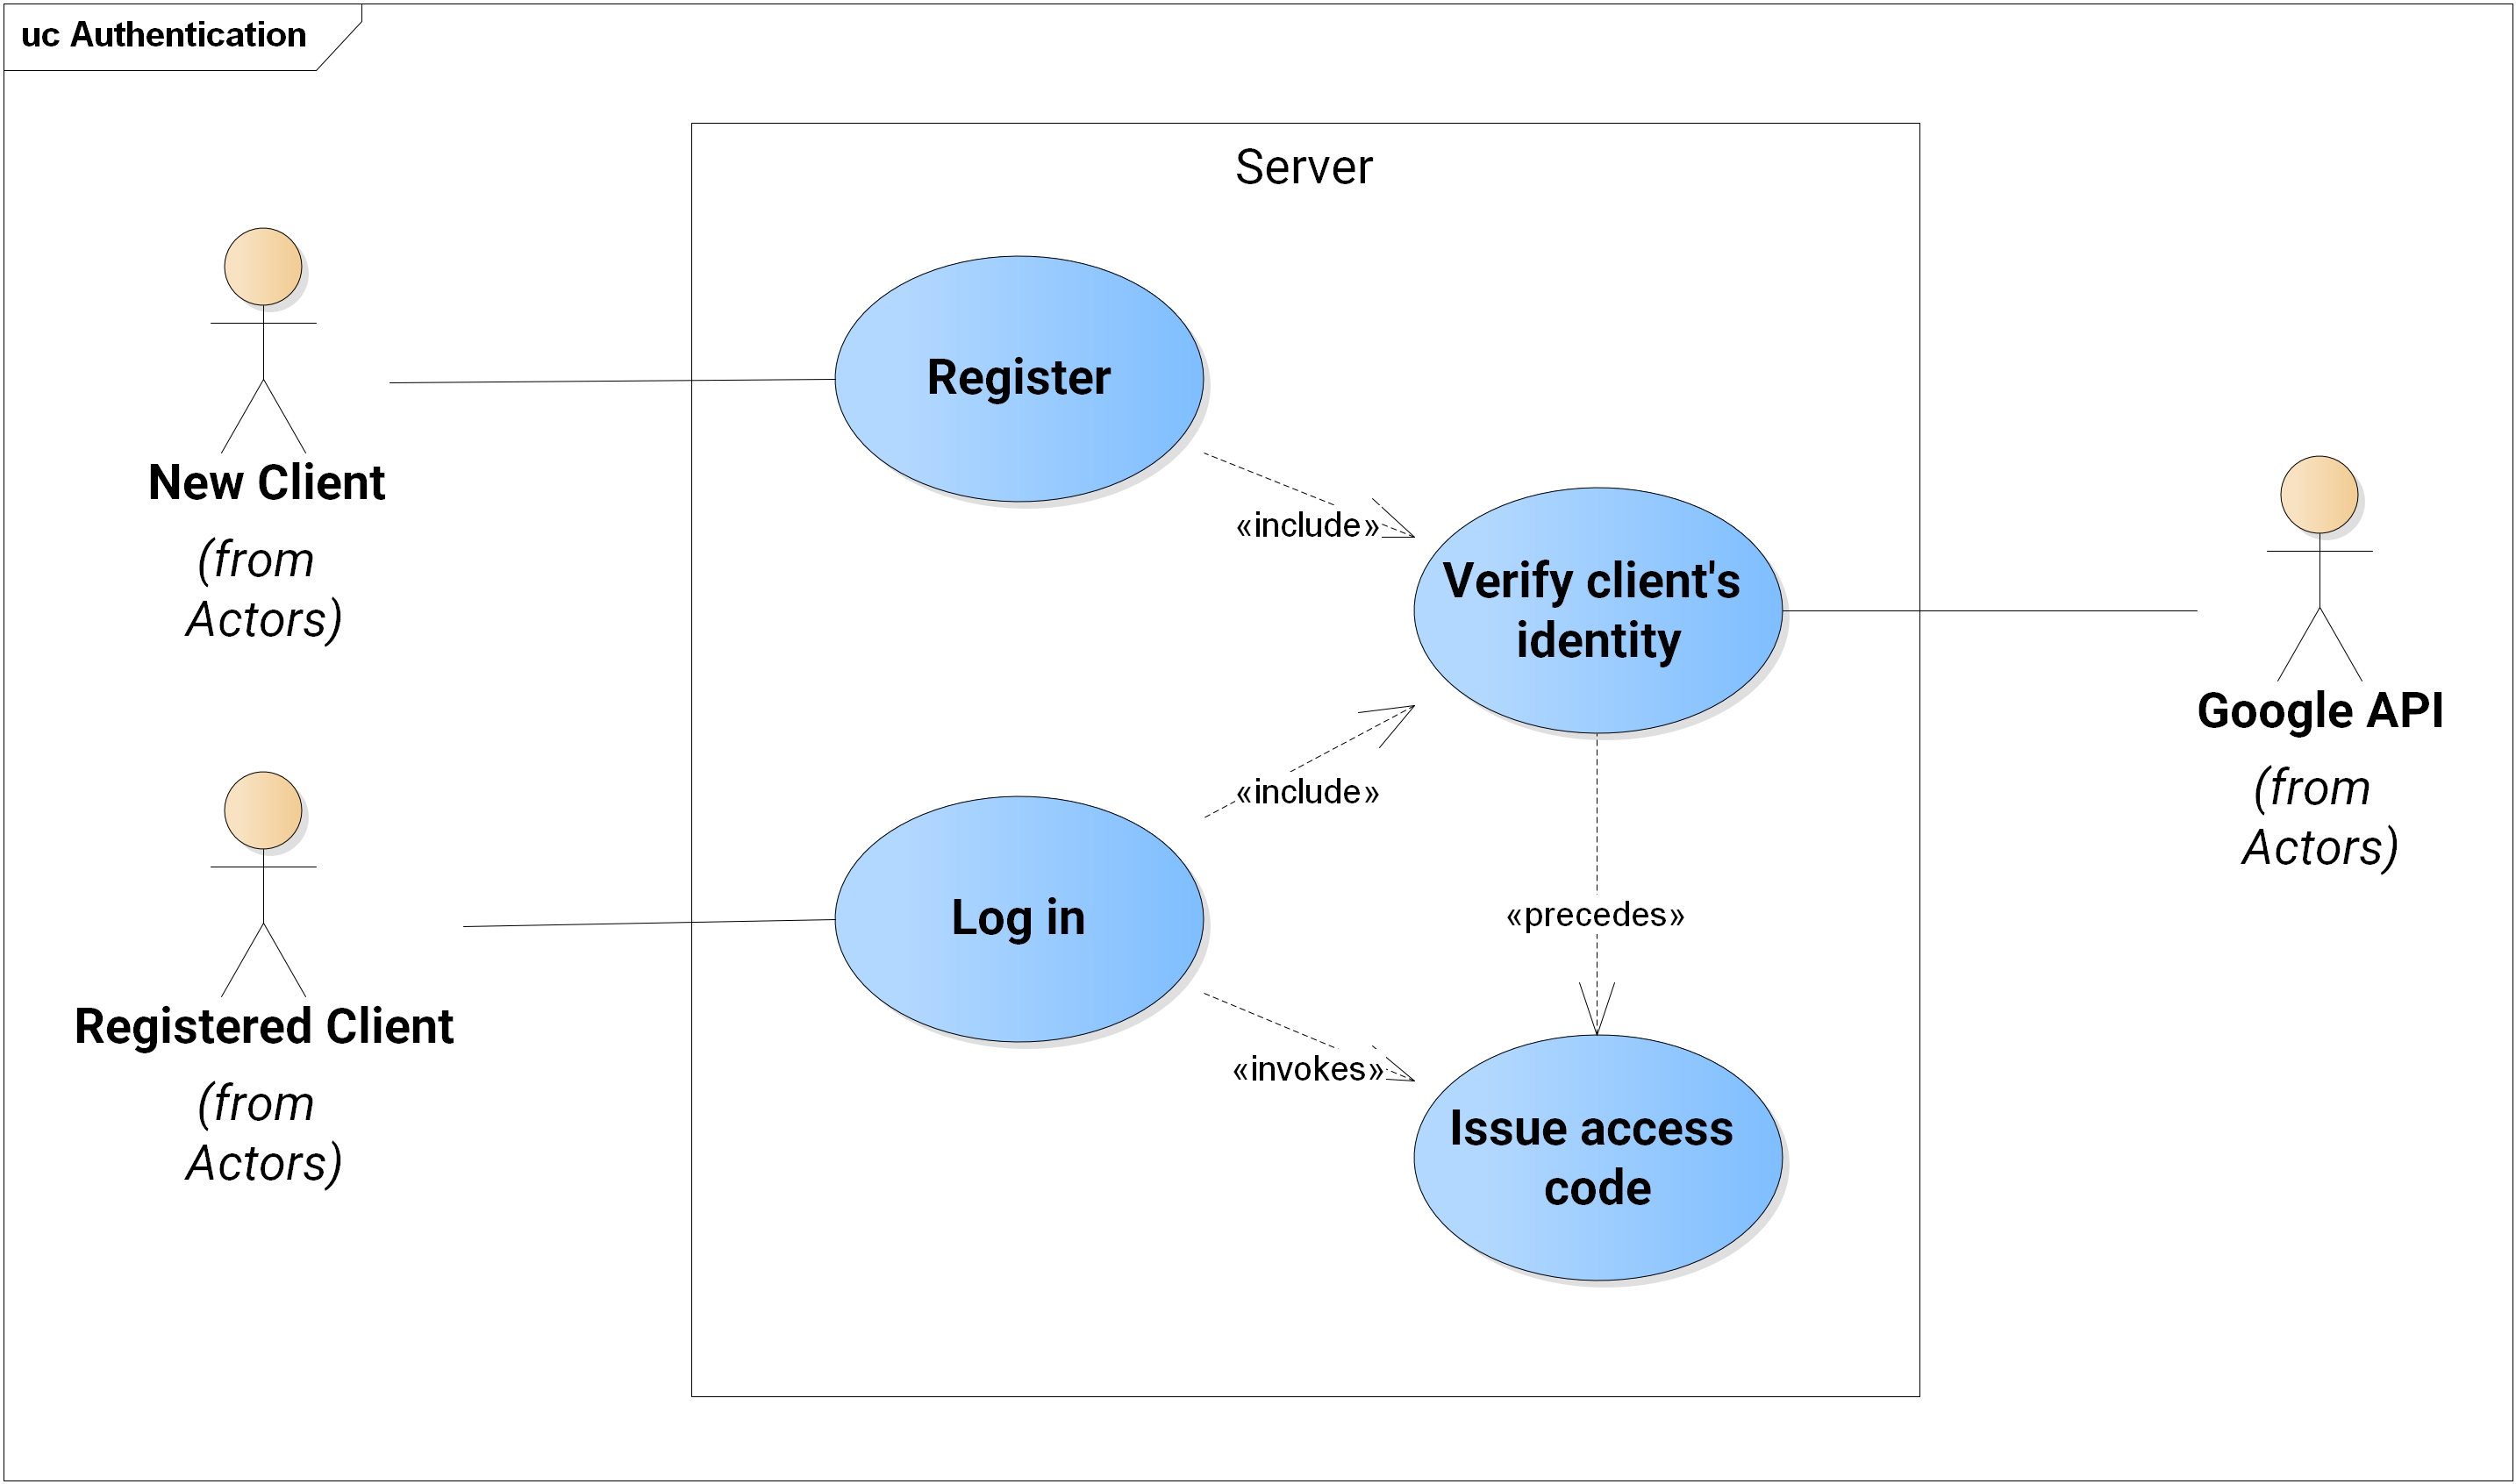 uc Authentication
Server
Register
New Client
(from
Actors)
«include»
Verify client's
identity
Google API
(from
Actors)
«include»
Log in
«precedes»
Registered Client
(from
Actors)
«invokes»
Issue access
code